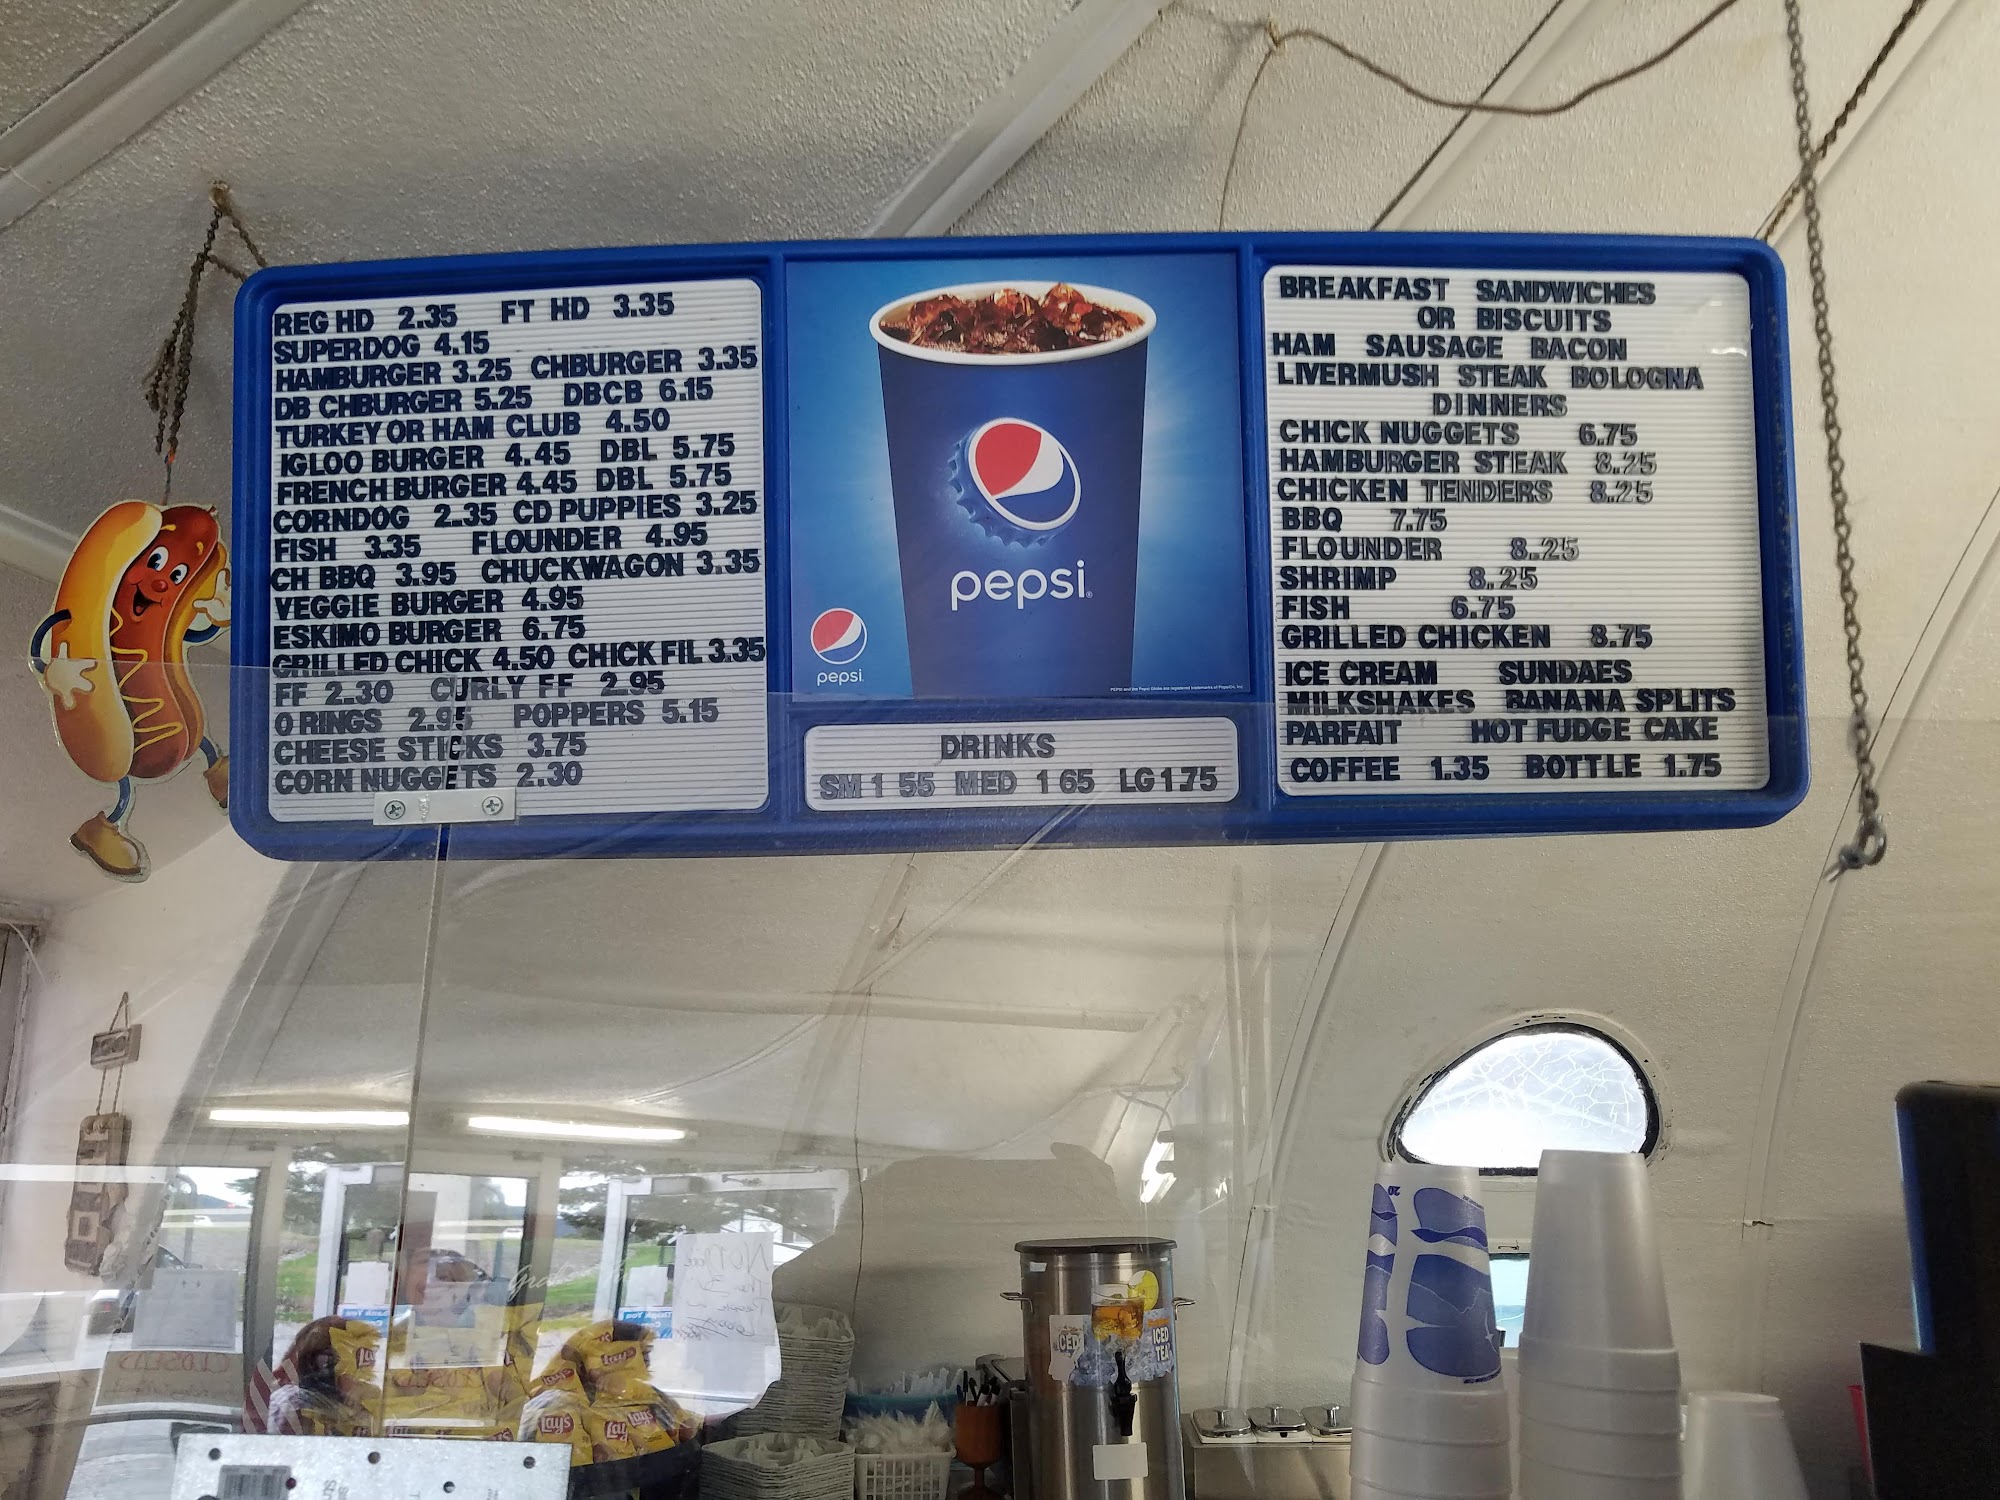 REG HD 2.35 FT HD 3.35
SUPERDOG 4.15
HAMBURGER 3.25 CHBURGER 3.35
DB CHBURGER 5.25 DBCB 6.15
TURKEY OR HAM CLUB 4.50
IGLOO BURGER 4.45 DBL 5.75
FRENCH BURGER 4.45 DBL 5.75
CORNDOG 2.35 CD PUPPIES 3.25
FISH 3.35 FLOUNDER 4.95
CH BBQ 3.95 CHUCKWAGON 3.35
VEGGIE BURGER 4.95
ESKIMO BURGER 6.75
GRILLED CHICK 4.50 CHICK FIL 3.35
FF 2.30 CURLY FF 2.95
O RINGS 2.95 POPPERS 5.15
CHEESE STICKS 3.75
CORN NUGGETS 2.30
pepsi
pepsi
DRINKS
SM 1 55 MED 1 65 LG 1.75
BREAKFAST SANDWICHES
OR BISCUITS
HAM SAUSAGE BACON
LIVERMUSH STEAK BOLOGNA
DINNERS
CHICK NUGGETS 6.75
HAMBURGER STEAK 8.25
CHICKEN TENDERS 8.25
BBQ 7.75
FLOUNDER 8.25
SHRIMP 8.25
FISH 6.75
GRILLED CHICKEN 8.75
ICE CREAM SUNDAES
MILKSHAKES BANANA SPLITS
PARFAIT HOT FUDGE CAKE
COFFEE 1.35 BOTTLE 1.75
ICED
ICED
TEA
Lay's
Lay's
Lay's
20